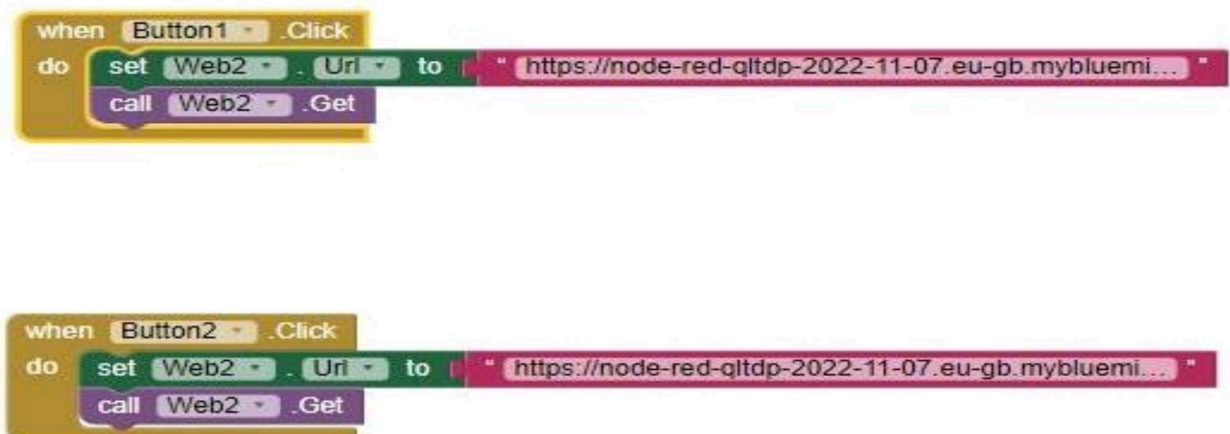 when Button1 .Click
do set Web2 . Url to " https://node-red-qltdp-2022-11-07.eu-gb.mybluemi... "
call Web2 .Get
when Button2 .Click
do set Web2 . Url to " https://node-red-qltdp-2022-11-07.eu-gb.mybluemi... "
call Web2 .Get